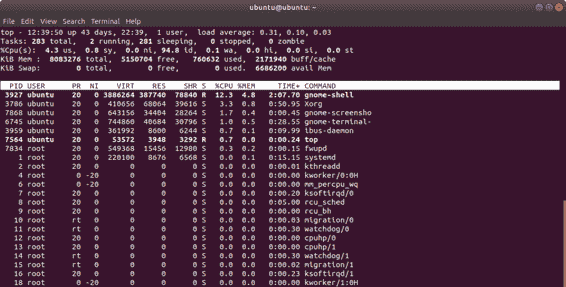 ubuntu@ubuntu: ~
File Edit View Search Terminal Help
top - 12:39:50 up 43 days, 22:39, 1 user, load average: 0.31, 0.10, 0.03
Tasks: 283 total, 2 running, 281 sleeping, 0 stopped, 0 zombie
%Cpu(s): 4.3 us, 0.8 sy, 0.0 ni, 94.8 id, 0.1 wa, 0.0 hi, 0.0 si, 0.0 st
KiB Mem : 8083276 total, 5150704 free, 760632 used, 2171940 buff/cache
KiB Swap: 0 total, 0 free, 0 used. 6686200 avail Mem
PID USER PR NI VIRT RES SHR S %CPU %MEM TIME+ COMMAND
3927 ubuntu 20 0 3886264 387740 78840 R 12.3 4.8 2:07.70 gnome-shell
3786 ubuntu 20 0 410656 68064 39616 S 3.3 0.8 0:50.95 Xorg
7868 ubuntu 20 0 643156 34404 28264 S 1.7 0.4 0:00.45 gnome-screensho
6745 ubuntu 20 0 744860 40684 30796 S 1.0 0.5 0:28.55 gnome-terminal-
3959 ubuntu 20 0 361992 8600 6244 S 0.7 0.1 0:09.99 ibus-daemon
7564 ubuntu 20 0 53572 3948 3292 R 0.7 0.0 0:00.24 top
7834 root 20 0 549368 15456 12980 S 0.3 0.2 0:00.15 fwupd
1 root 20 0 220100 8676 6568 S 0.0 0.1 0:15.15 systemd
2 root 20 0 0 0 0 S 0.0 0.0 0:00.01 kthreadd
4 root 0 -20 0 0 0 S 0.0 0.0 0:00.00 kworker/0:0H
6 root 0 -20 0 0 0 S 0.0 0.0 0:00.00 mm_percpu_wq
7 root 20 0 0 0 0 S 0.0 0.0 0:00.20 ksoftirqd/0
8 root 20 0 0 0 0 S 0.0 0.0 0:05.09 rcu_sched
9 root 20 0 0 0 0 S 0.0 0.0 0:00.00 rcu_bh
10 root rt 0 0 0 0 S 0.0 0.0 0:00.03 migration/0
11 root rt 0 0 0 0 S 0.0 0.0 0:00.30 watchdog/0
12 root 20 0 0 0 0 S 0.0 0.0 0:00.00 cpuhp/0
13 root 20 0 0 0 0 S 0.0 0.0 0:00.00 cpuhp/1
14 root rt 0 0 0 0 S 0.0 0.0 0:00.30 watchdog/1
15 root rt 0 0 0 0 S 0.0 0.0 0:00.02 migration/1
16 root 20 0 0 0 0 S 0.0 0.0 0:00.23 ksoftirqd/1
18 root 0 -20 0 0 0 S 0.0 0.0 0:00.00 kworker/1:0H